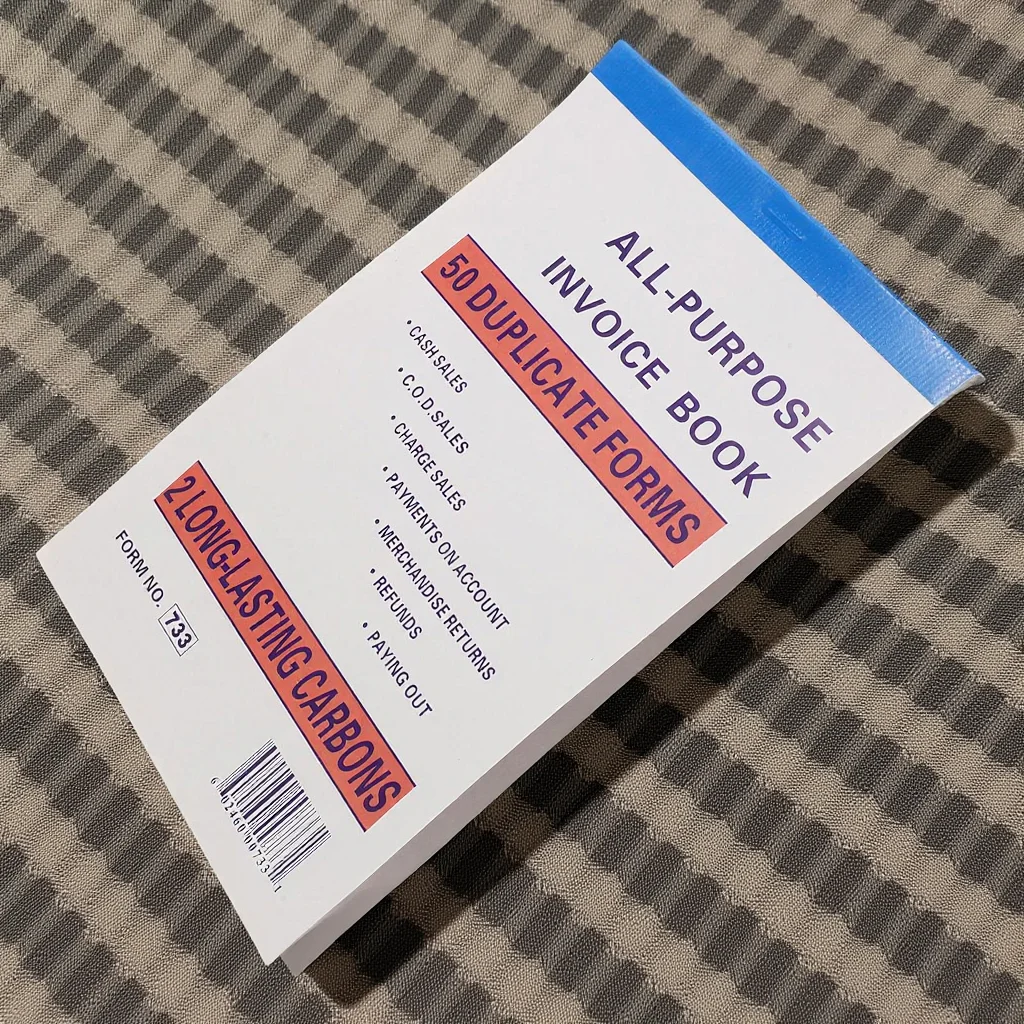 ALL-PURPOSE
INVOICE BOOK
50 DUPLICATE FORMS
• CASH SALES
• C.O.D. SALES
• CHARGE SALES
• PAYMENTS ON ACCOUNT
• MERCHANDISE RETURNS
• REFUNDS
• PAYING OUT
2 LONG-LASTING CARBONS
FORM NO. 733